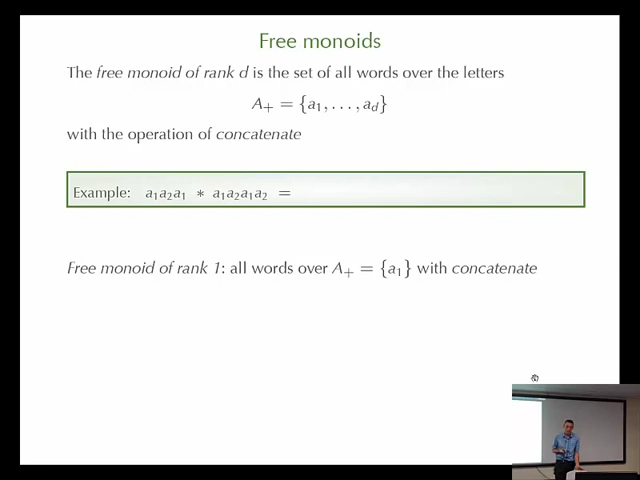 Free monoids
The free monoid of rank d is the set of all words over the letters
A₊ = {a₁, . . . , a_d}
with the operation of concatenate
Example: a₁a₂a₁ ∗ a₁a₂a₁a₂ =
Free monoid of rank 1: all words over A₊ = {a₁} with concatenate